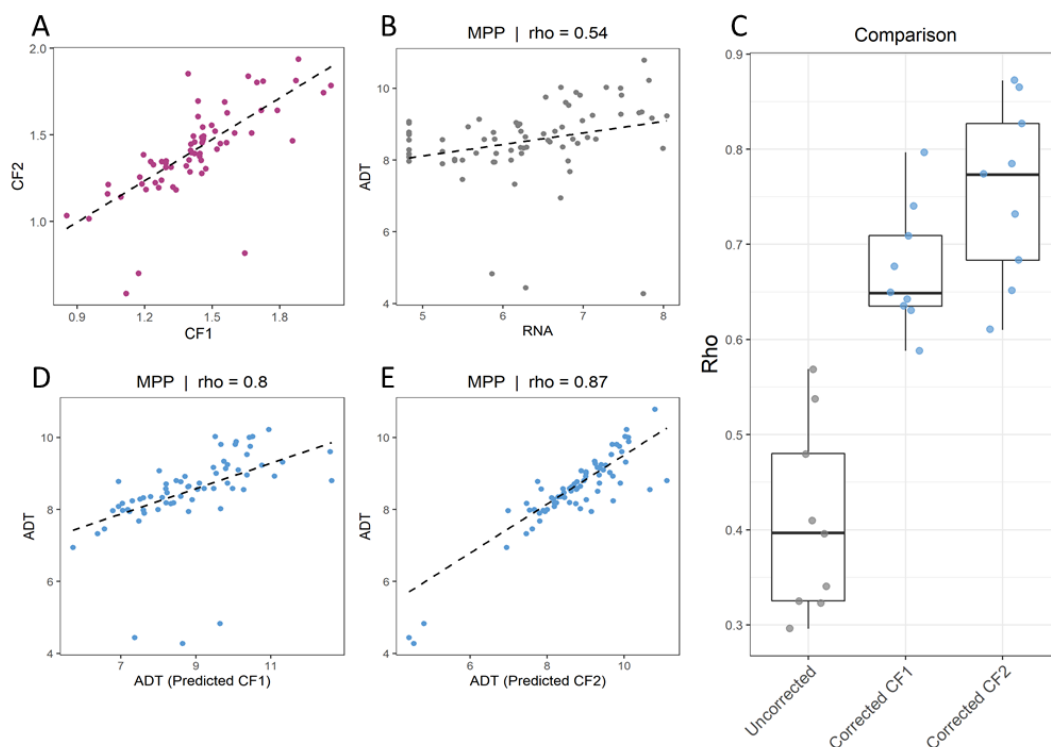 A
2.0
1.5
1.0
CF2
0.9
1.2
1.5
1.8
CF1
B
MPP | rho = 0.54
10
8
6
4
ADT
5
6
7
8
RNA
C
Comparison
0.9
0.8
0.7
0.6
0.5
0.4
0.3
Rho
Uncorrected
Corrected CF1
Corrected CF2
D
MPP | rho = 0.8
10
8
6
4
ADT
7
9
11
ADT (Predicted CF1)
E
MPP | rho = 0.87
10
8
6
4
ADT
6
8
10
ADT (Predicted CF2)